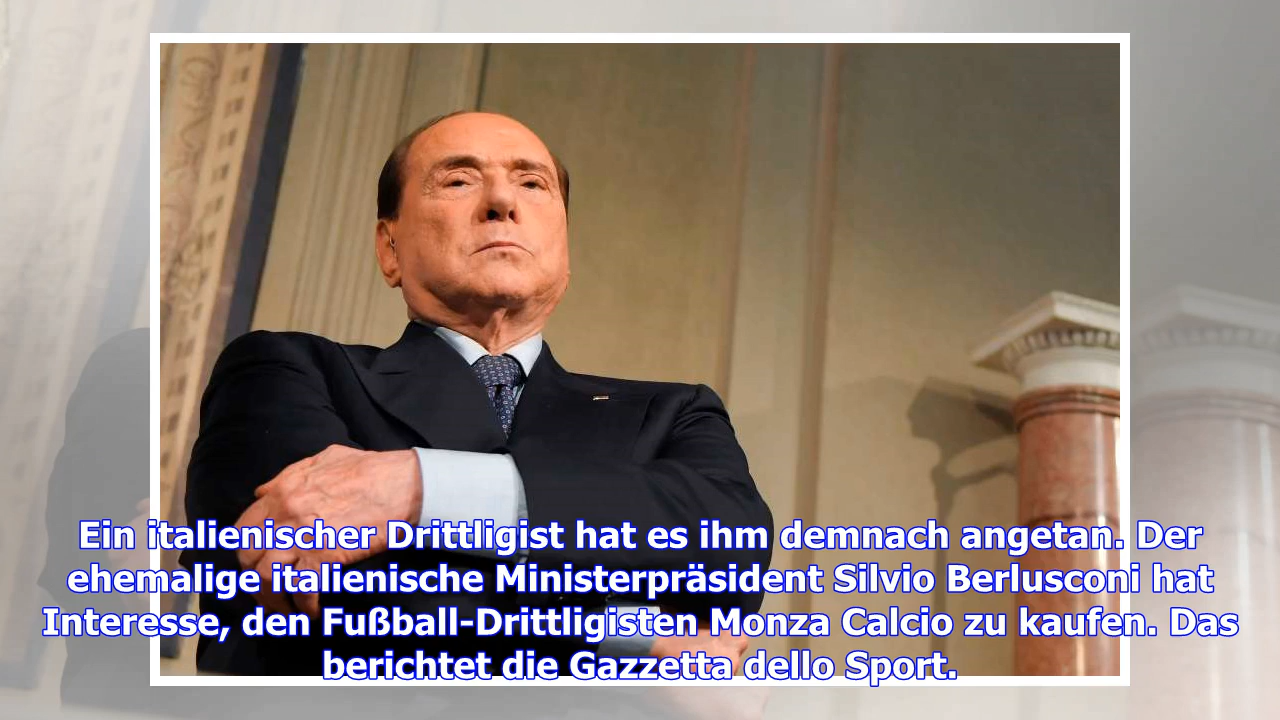 Ein italienischer Drittligist hat es ihm demnach angetan. Der
ehemalige italienische Ministerpräsident Silvio Berlusconi hat
Interesse, den Fußball-Drittligisten Monza Calcio zu kaufen. Das
berichtet die Gazzetta dello Sport.